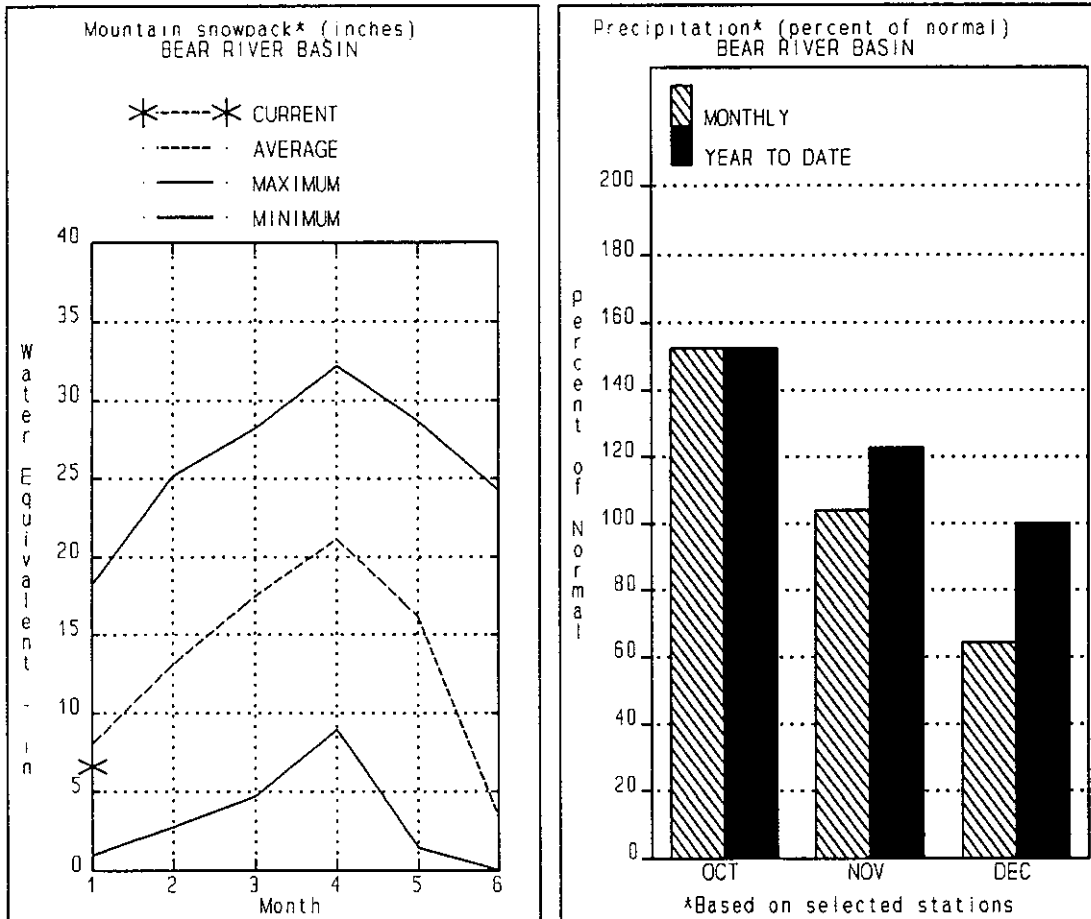 Mountain snowpack* (inches)
BEAR RIVER BASIN
CURRENT
AVERAGE
MAXIMUM
MINIMUM
40
35
30
25
20
15
10
5
0
Water Equivalent - in
1 2 3 4 5 6
Month
Precipitation* (percent of normal)
BEAR RIVER BASIN
MONTHLY
YEAR TO DATE
200
180
160
140
120
100
80
60
40
20
0
Percent of Normal
OCT NOV DEC
*Based on selected stations